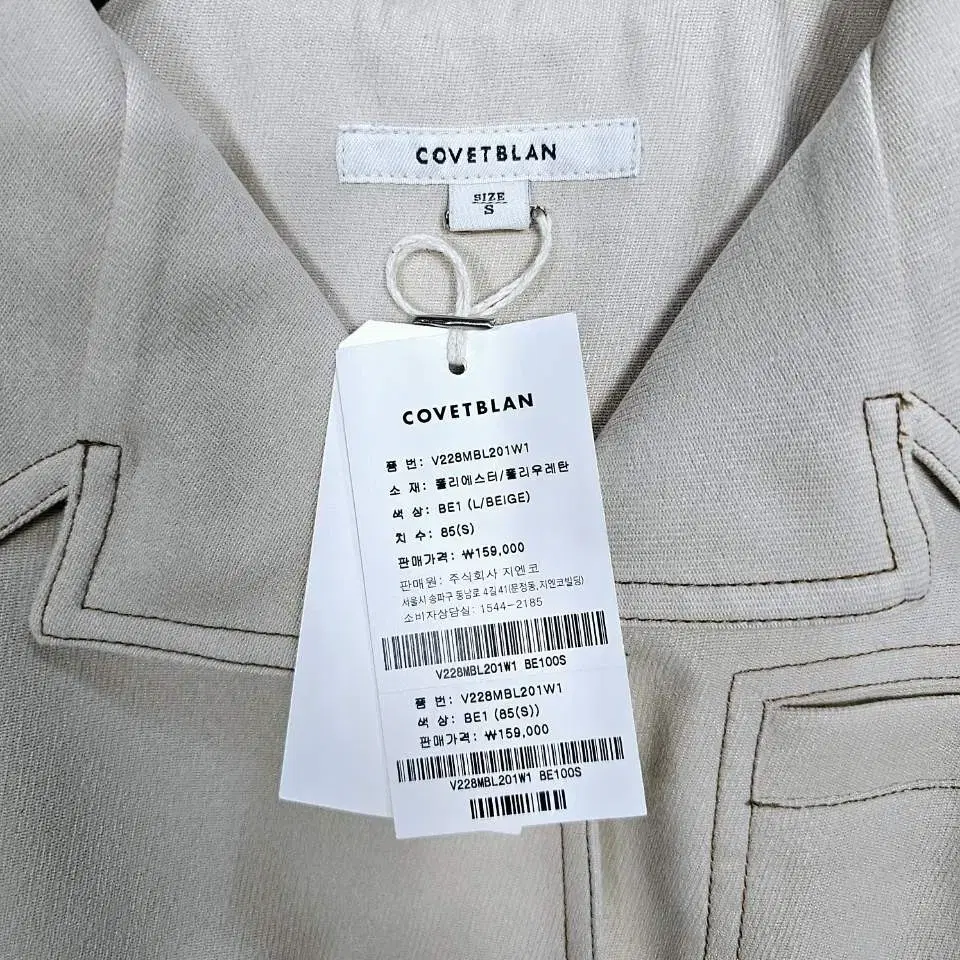 COVETBLAN
SIZE
S
COVETBLAN
품 번: V228MBL201W1
소 재: 폴리에스터/폴리우레탄
색 상: BE1 (L/BEIGE)
치 수: 85(S)
판매가격: ₩159,000
판매원: 주식회사 지엔코
서울시 송파구 동남로 4길 41(문정동,지엔코빌딩)
소비자상담실: 1544-2185
V228MBL201W1 BE100S
품 번: V228MBL201W1
색 상: BE1 (85(S))
판매가격: ₩159,000
V228MBL201W1 BE100S